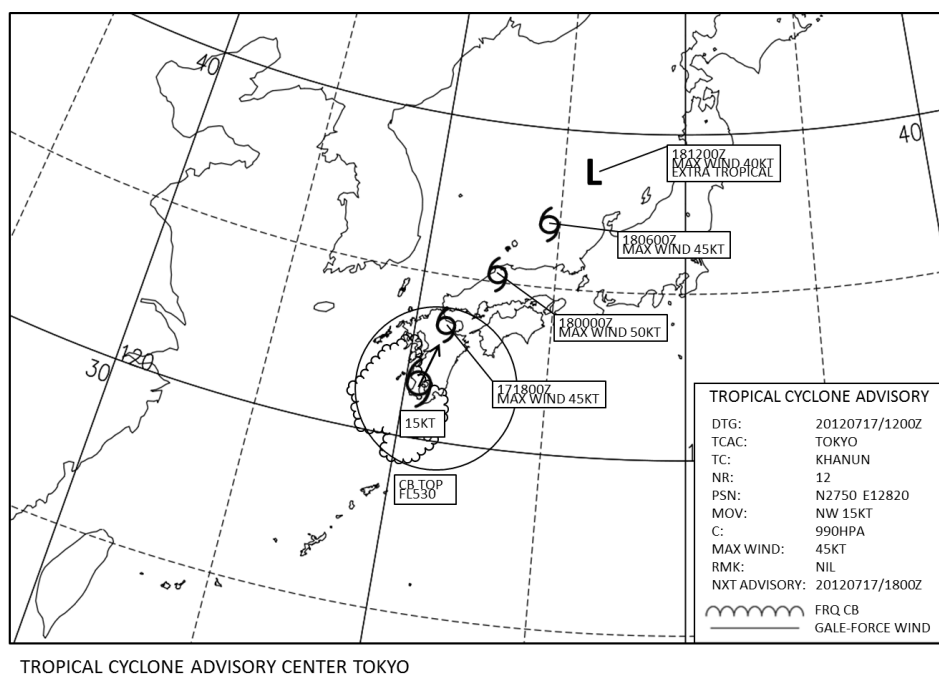 40
40
181200Z
MAX WIND 40KT
EXTRA TROPICAL
180600Z
MAX WIND 45KT
180000Z
MAX WIND 50KT
30
120
171800Z
MAX WIND 45KT
15KT
CB TOP
FL530
TROPICAL CYCLONE ADVISORY
DTG: 20120717/1200Z
TCAC: TOKYO
TC: KHANUN
NR: 12
PSN: N2750 E12820
MOV: NW 15KT
C: 990HPA
MAX WIND: 45KT
RMK: NIL
NXT ADVISORY: 20120717/1800Z
FRQ CB
GALE-FORCE WIND
L
TROPICAL CYCLONE ADVISORY CENTER TOKYO